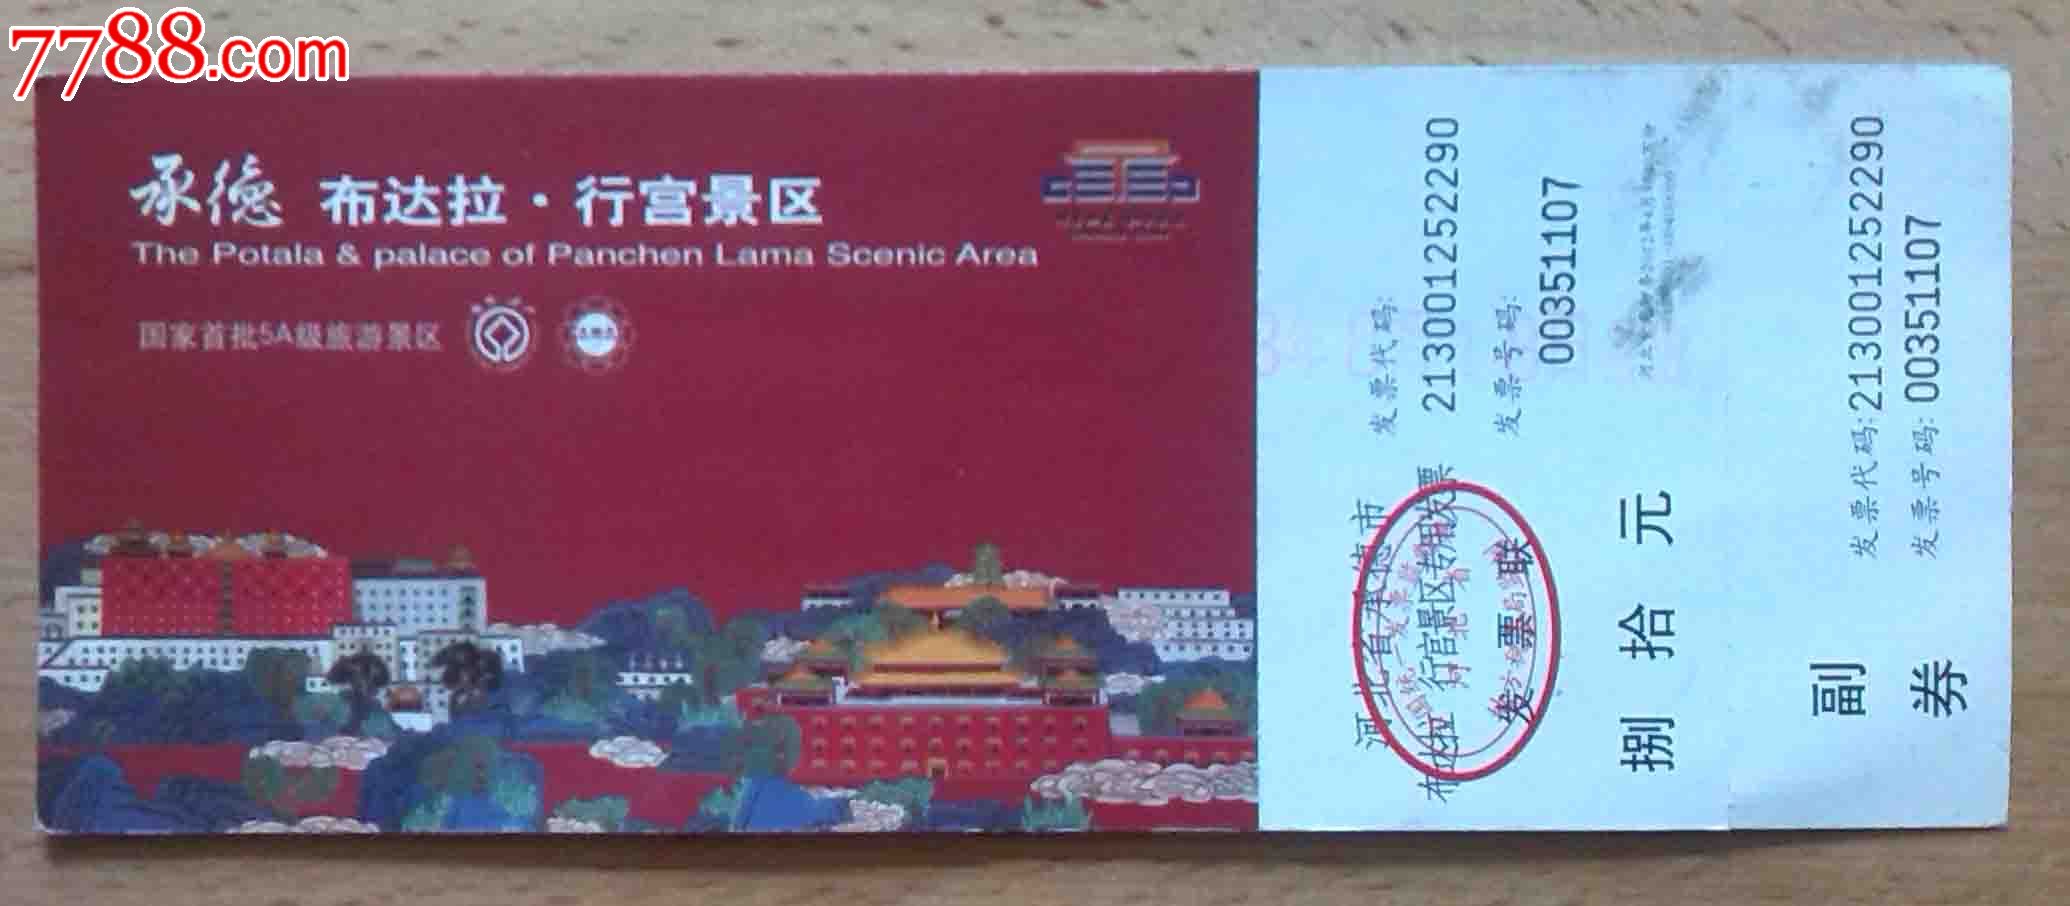 7788.com
承德 布达拉·行宫景区
The Potala & palace of Panchen Lama Scenic Area
国家首批5A级旅游景区
河北省承德市
布达拉 行宫景区专用发票
发票联
发票代码:
213001252290
发票号码:
00351107
捌拾元
副券
发票代码:213001252290
发票号码:00351107